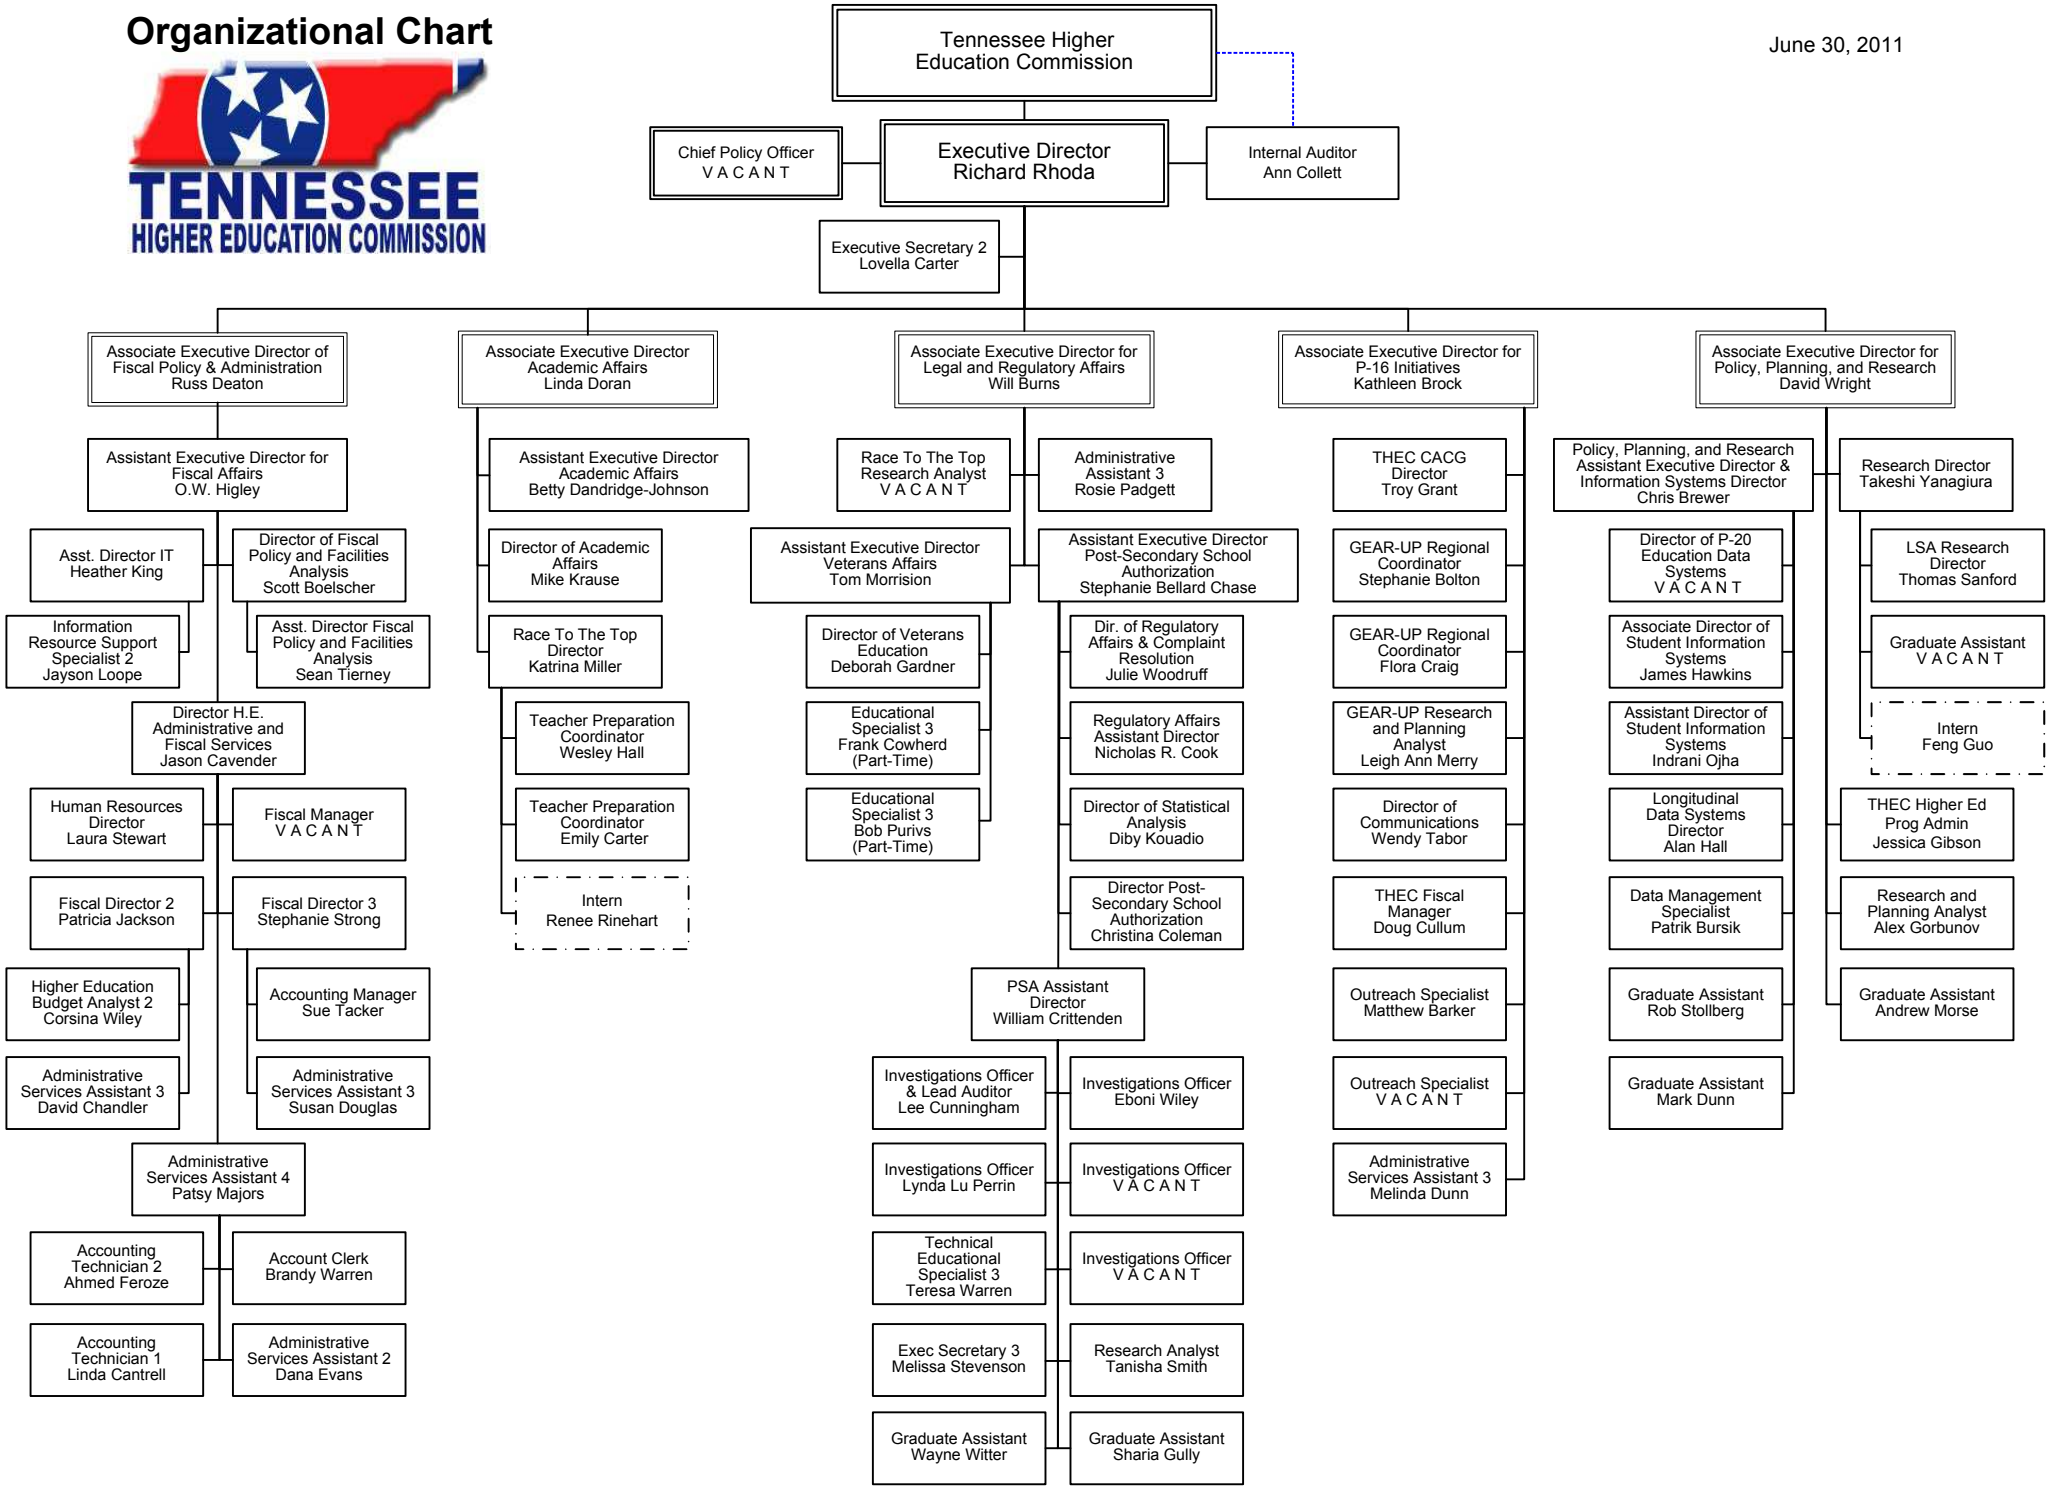 Organizational Chart
TENNESSEE
HIGHER EDUCATION COMMISSION
June 30, 2011
Tennessee Higher
Education Commission
Chief Policy Officer
V A C A N T
Executive Director
Richard Rhoda
Internal Auditor
Ann Collett
Executive Secretary 2
Lovella Carter
Associate Executive Director of
Fiscal Policy & Administration
Russ Deaton
Assistant Executive Director for
Fiscal Affairs
O.W. Higley
Asst. Director IT
Heather King
Director of Fiscal
Policy and Facilities
Analysis
Scott Boelscher
Information
Resource Support
Specialist 2
Jayson Loope
Asst. Director Fiscal
Policy and Facilities
Analysis
Sean Tierney
Director H.E.
Administrative and
Fiscal Services
Jason Cavender
Human Resources
Director
Laura Stewart
Fiscal Manager
V A C A N T
Fiscal Director 2
Patricia Jackson
Fiscal Director 3
Stephanie Strong
Higher Education
Budget Analyst 2
Corsina Wiley
Accounting Manager
Sue Tacker
Administrative
Services Assistant 3
David Chandler
Administrative
Services Assistant 3
Susan Douglas
Administrative
Services Assistant 4
Patsy Majors
Accounting
Technician 2
Ahmed Feroze
Account Clerk
Brandy Warren
Accounting
Technician 1
Linda Cantrell
Administrative
Services Assistant 2
Dana Evans
Associate Executive Director
Academic Affairs
Linda Doran
Assistant Executive Director
Academic Affairs
Betty Dandridge-Johnson
Director of Academic
Affairs
Mike Krause
Race To The Top
Director
Katrina Miller
Teacher Preparation
Coordinator
Wesley Hall
Teacher Preparation
Coordinator
Emily Carter
Intern
Renee Rinehart
Associate Executive Director for
Legal and Regulatory Affairs
Will Burns
Race To The Top
Research Analyst
V A C A N T
Administrative
Assistant 3
Rosie Padgett
Assistant Executive Director
Veterans Affairs
Tom Morrision
Assistant Executive Director
Post-Secondary School
Authorization
Stephanie Bellard Chase
Director of Veterans
Education
Deborah Gardner
Educational
Specialist 3
Frank Cowherd
(Part-Time)
Educational
Specialist 3
Bob Purivs
(Part-Time)
Dir. of Regulatory
Affairs & Complaint
Resolution
Julie Woodruff
Regulatory Affairs
Assistant Director
Nicholas R. Cook
Director of Statistical
Analysis
Diby Kouadio
Director Post-
Secondary School
Authorization
Christina Coleman
PSA Assistant
Director
William Crittenden
Investigations Officer
& Lead Auditor
Lee Cunningham
Investigations Officer
Eboni Wiley
Investigations Officer
Lynda Lu Perrin
Investigations Officer
V A C A N T
Technical
Educational
Specialist 3
Teresa Warren
Investigations Officer
V A C A N T
Exec Secretary 3
Melissa Stevenson
Research Analyst
Tanisha Smith
Graduate Assistant
Wayne Witter
Graduate Assistant
Sharia Gully
Associate Executive Director for
P-16 Initiatives
Kathleen Brock
THEC CACG
Director
Troy Grant
GEAR-UP Regional
Coordinator
Stephanie Bolton
GEAR-UP Regional
Coordinator
Flora Craig
GEAR-UP Research
and Planning
Analyst
Leigh Ann Merry
Director of
Communications
Wendy Tabor
THEC Fiscal
Manager
Doug Cullum
Outreach Specialist
Matthew Barker
Outreach Specialist
V A C A N T
Administrative
Services Assistant 3
Melinda Dunn
Associate Executive Director for
Policy, Planning, and Research
David Wright
Policy, Planning, and Research
Assistant Executive Director &
Information Systems Director
Chris Brewer
Director of P-20
Education Data
Systems
V A C A N T
Associate Director of
Student Information
Systems
James Hawkins
Assistant Director of
Student Information
Systems
Indrani Ojha
Longitudinal
Data Systems
Director
Alan Hall
Data Management
Specialist
Patrik Bursik
Graduate Assistant
Rob Stollberg
Graduate Assistant
Mark Dunn
Research Director
Takeshi Yanagiura
LSA Research
Director
Thomas Sanford
Graduate Assistant
V A C A N T
Intern
Feng Guo
THEC Higher Ed
Prog Admin
Jessica Gibson
Research and
Planning Analyst
Alex Gorbunov
Graduate Assistant
Andrew Morse